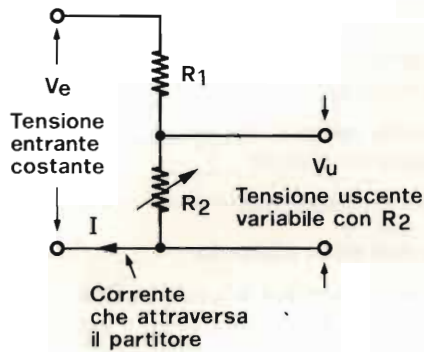 Ve
Tensione
entrante
costante
R1
R2
Vu
Tensione uscente
variabile con R2
I
Corrente
che attraversa
il partitore